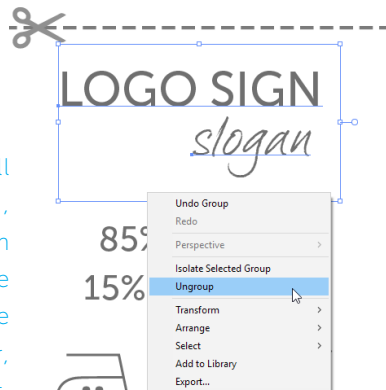 LOGO SIGN
slogan
85%
15%
Undo Group
Redo
Perspective
Isolate Selected Group
Ungroup
Transform
Arrange
Select
Add to Library
Export...